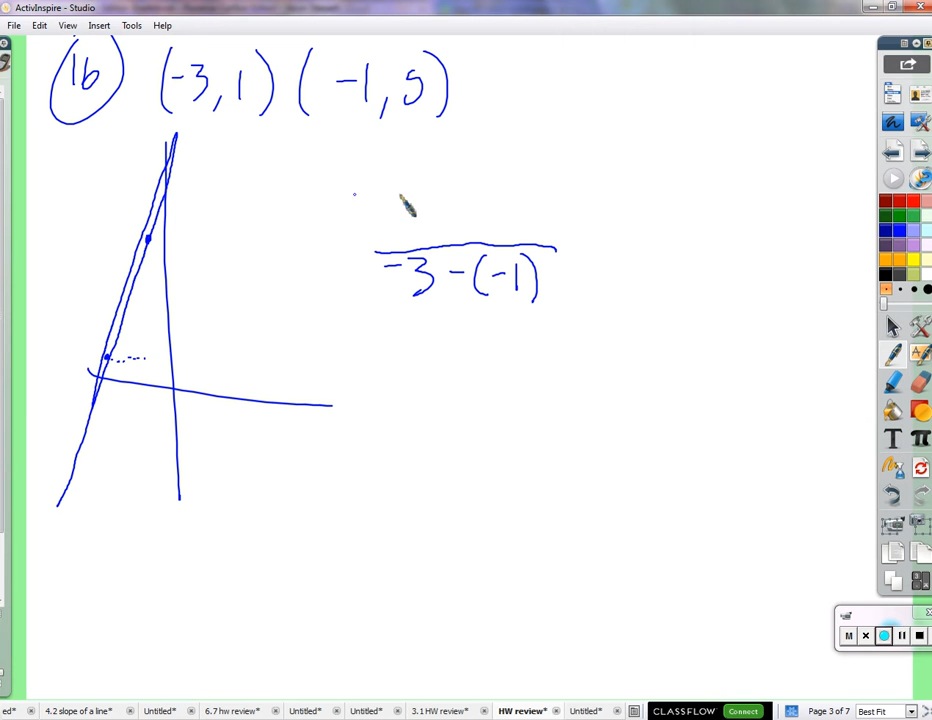 ActivInspire - Studio
File Edit View Insert Tools Help
16 (-3, 1) (-1, 5)
-3 - (-1)
M
ed* 4.2 slope of a line* Untitled* 6.7 hw review* Untitled* Untitled* 3.1 HW review* HW review* Untitled* CLASSFLOW Connect Page 3 of 7 Best Fit